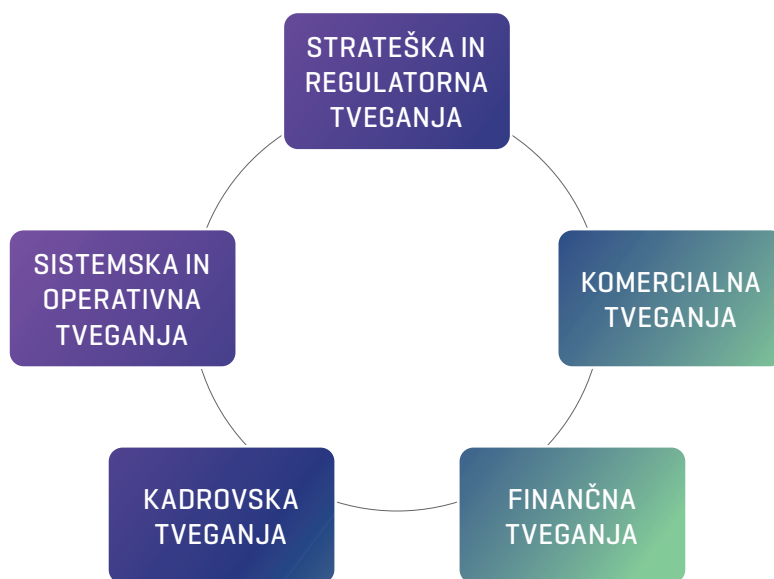 STRATEŠKA IN
REGULATORNA
TVEGANJA
SISTEMSKA IN
OPERATIVNA
TVEGANJA
KOMERCIALNA
TVEGANJA
KADROVSKA
TVEGANJA
FINANČNA
TVEGANJA